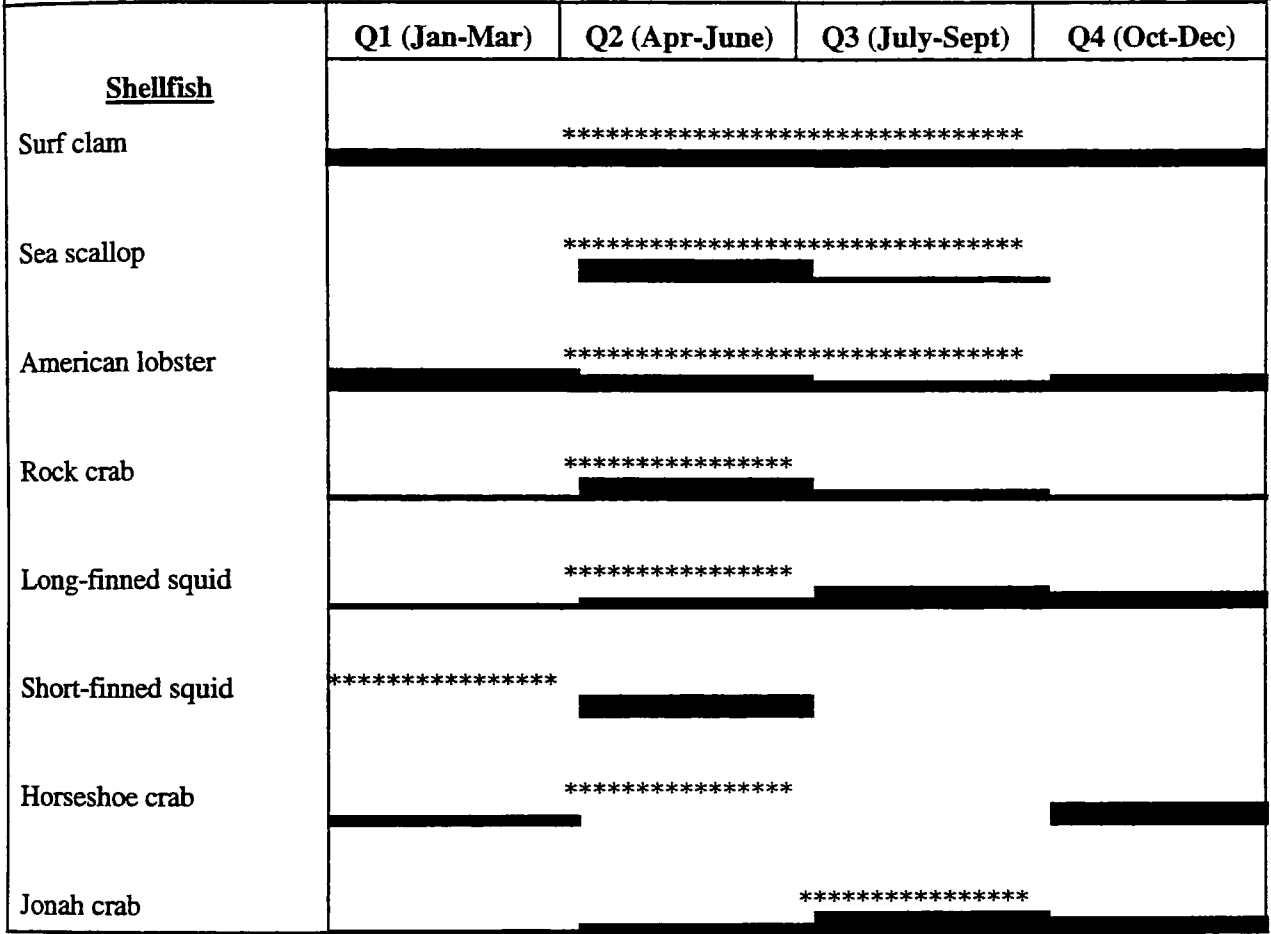 Q1 (Jan-Mar) Q2 (Apr-June) Q3 (July-Sept) Q4 (Oct-Dec)
Shellfish
********************************
Surf clam
********************************
Sea scallop
********************************
American lobster
****************
Rock crab
****************
Long-finned squid
****************
Short-finned squid
****************
Horseshoe crab
****************
Jonah crab